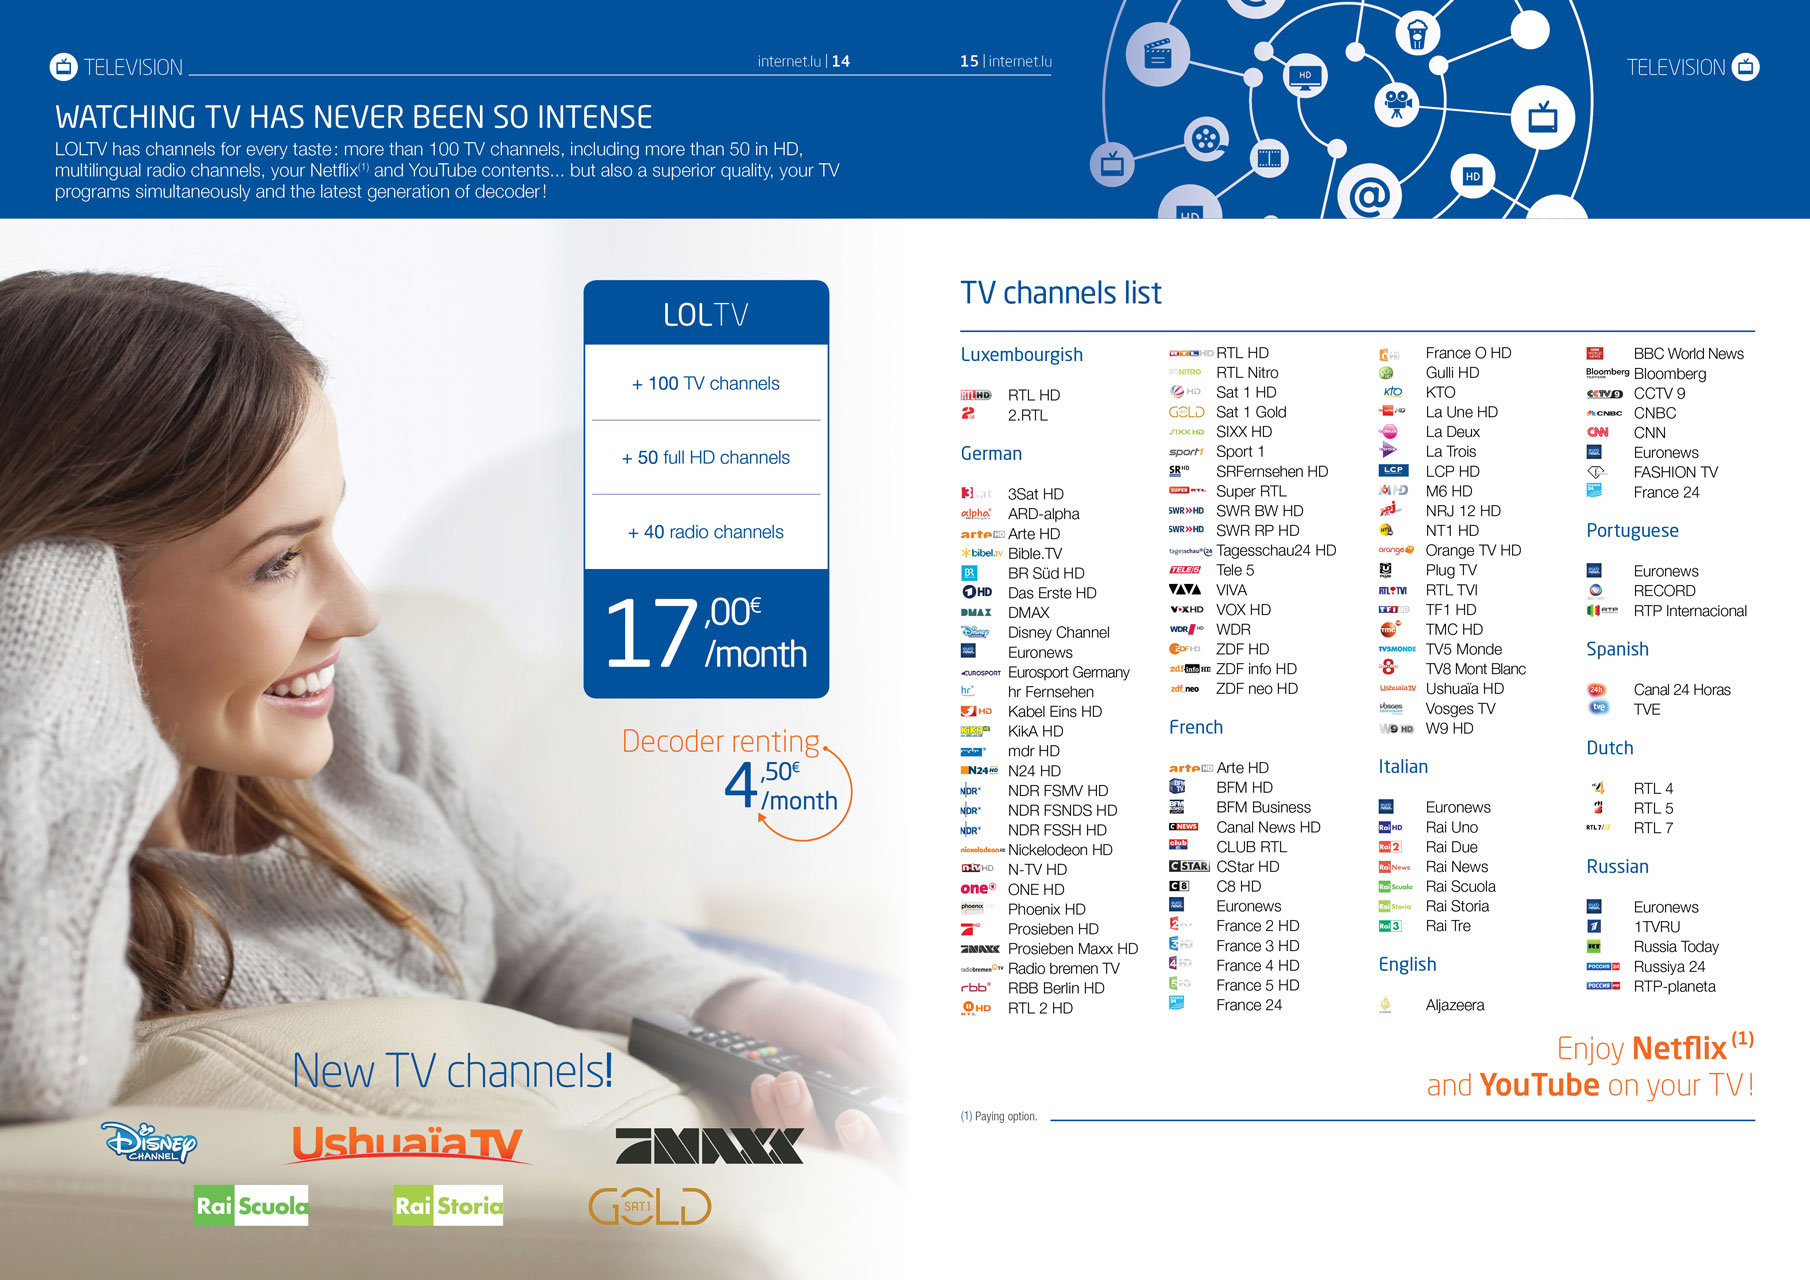 TELEVISION
internet.lu | 14
WATCHING TV HAS NEVER BEEN SO INTENSE
LOLTV has channels for every taste: more than 100 TV channels, including more than 50 in HD,
multilingual radio channels, your Netflix(1) and YouTube contents... but also a superior quality, your TV
programs simultaneously and the latest generation of decoder!
LOLTV
+ 100 TV channels
+ 50 full HD channels
+ 40 radio channels
17,00€
/month
Decoder renting
4,50€
/month
New TV channels!
Disney
CHANNEL
UshuaïaTV
7MAXX
Rai Scuola
Rai Storia
GOLD
SAT.1
15 | internet.lu
TELEVISION
HD
HD
@
HD
TV channels list
Luxembourgish
RTL HD
2.RTL
German
3Sat HD
ARD-alpha
Arte HD
Bible.TV
BR Süd HD
Das Erste HD
DMAX
Disney Channel
Euronews
Eurosport Germany
hr Fernsehen
Kabel Eins HD
KikA HD
mdr HD
N24 HD
NDR FSMV HD
NDR FSNDS HD
NDR FSSH HD
Nickelodeon HD
N-TV HD
ONE HD
Phoenix HD
Prosieben HD
Prosieben Maxx HD
Radio bremen TV
RBB Berlin HD
RTL 2 HD
RTL HD
RTL Nitro
Sat 1 HD
Sat 1 Gold
SIXX HD
Sport 1
SRFernsehen HD
Super RTL
SWR BW HD
SWR RP HD
Tagesschau24 HD
Tele 5
VIVA
VOX HD
WDR
ZDF HD
ZDF info HD
ZDF neo HD
French
Arte HD
BFM HD
BFM Business
Canal News HD
CLUB RTL
CStar HD
C8 HD
Euronews
France 2 HD
France 3 HD
France 4 HD
France 5 HD
France 24
France O HD
Gulli HD
KTO
La Une HD
La Deux
La Trois
LCP HD
M6 HD
NRJ 12 HD
NT1 HD
Orange TV HD
Plug TV
RTL TVI
TF1 HD
TMC HD
TV5 Monde
TV8 Mont Blanc
Ushuaïa HD
Vosges TV
W9 HD
Italian
Euronews
Rai Uno
Rai Due
Rai News
Rai Scuola
Rai Storia
Rai Tre
English
Aljazeera
BBC World News
Bloomberg
CCTV 9
CNBC
CNN
Euronews
FASHION TV
France 24
Portuguese
Euronews
RECORD
RTP Internacional
Spanish
Canal 24 Horas
TVE
Dutch
RTL 4
RTL 5
RTL 7
Russian
Euronews
1TVRU
Russia Today
Russiya 24
RTP-planeta
Enjoy Netflix (1)
and YouTube on your TV!
(1) Paying option.